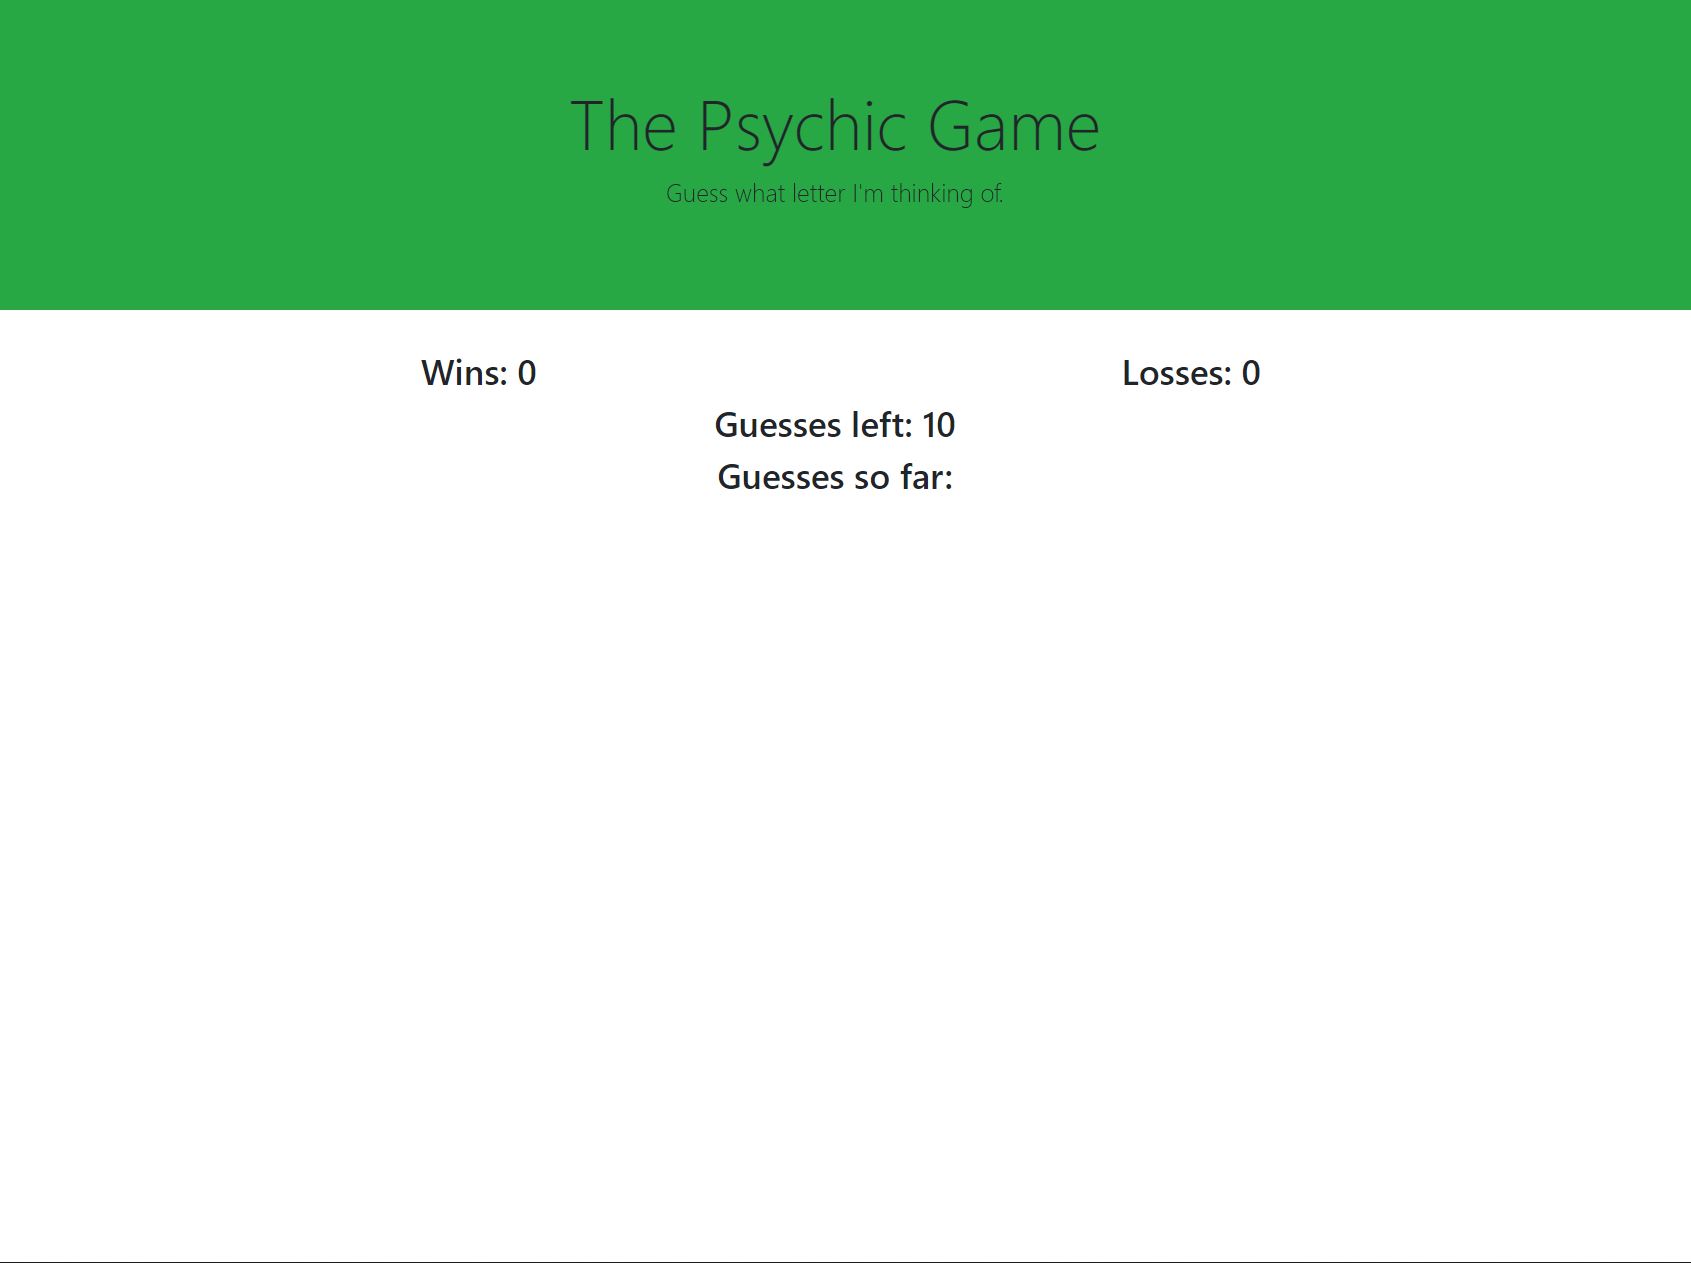 The Psychic Game
Guess what letter I'm thinking of.
Wins: 0
Losses: 0
Guesses left: 10
Guesses so far: